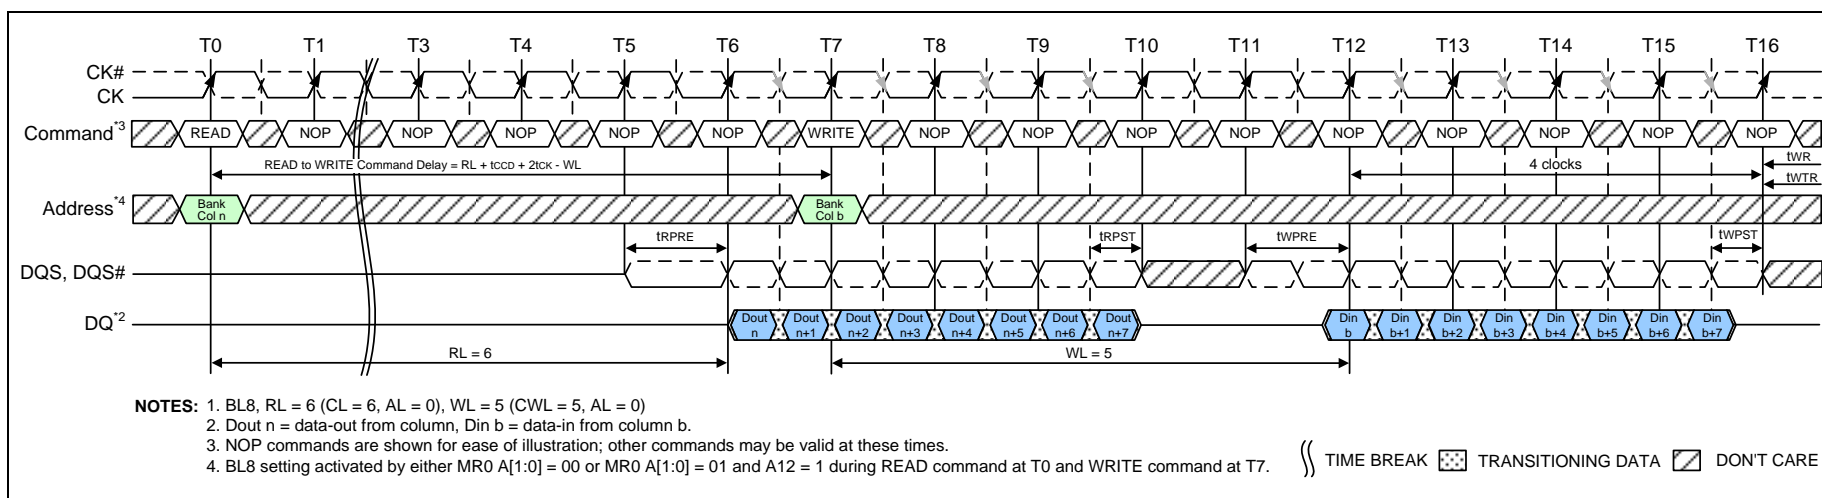 T0 T1 T3 T4 T5 T6 T7 T8 T9 T10 T11 T12 T13 T14 T15 T16
CK#
CK
Command*3 READ NOP NOP NOP NOP NOP WRITE NOP NOP NOP NOP NOP NOP NOP NOP NOP
READ to WRITE Command Delay = RL + tCCD + 2tCK - WL
4 clocks
tWR
tWTR
Address*4 Bank Col n Bank Col b
tRPRE tRPST tWPRE tWPST
DQS, DQS#
DQ*2 Dout n Dout n+1 Dout n+2 Dout n+3 Dout n+4 Dout n+5 Dout n+6 Dout n+7 Din b Din b+1 Din b+2 Din b+3 Din b+4 Din b+5 Din b+6 Din b+7
RL = 6 WL = 5
NOTES: 1. BL8, RL = 6 (CL = 6, AL = 0), WL = 5 (CWL = 5, AL = 0)
2. Dout n = data-out from column, Din b = data-in from column b.
3. NOP commands are shown for ease of illustration; other commands may be valid at these times.
4. BL8 setting activated by either MR0 A[1:0] = 00 or MR0 A[1:0] = 01 and A12 = 1 during READ command at T0 and WRITE command at T7.
TIME BREAK TRANSITIONING DATA DON'T CARE